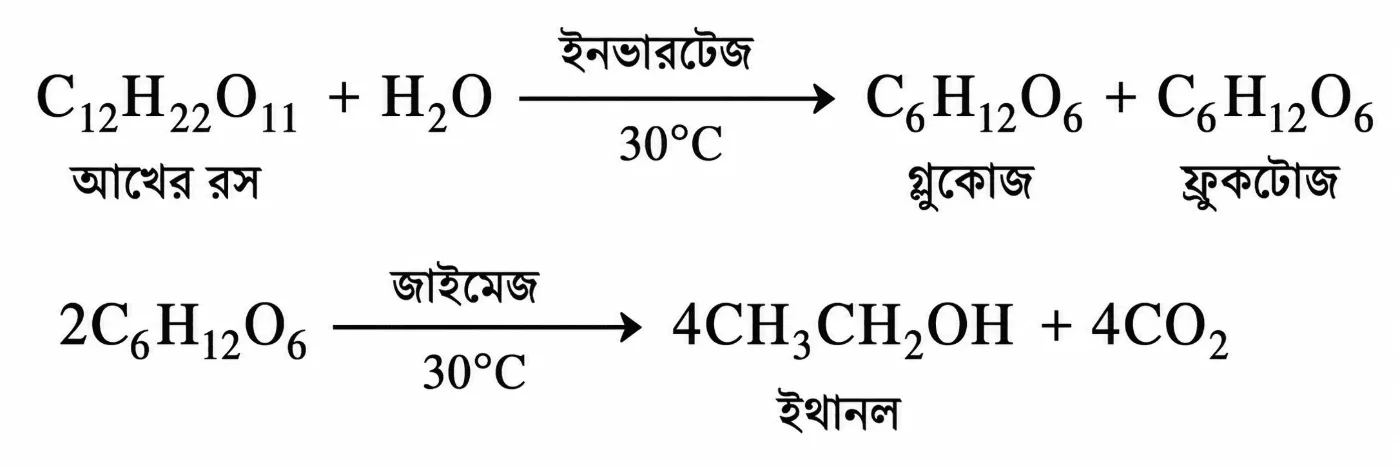 ইনভারটেজ
C₁₂H₂₂O₁₁ + H₂O ⟶ C₆H₁₂O₆ + C₆H₁₂O₆
30°C
আখের রস গ্লুকোজ ফ্রুকটোজ
জাইমেজ
2C₆H₁₂O₆ ⟶ 4CH₃CH₂OH + 4CO₂
30°C
ইথানল